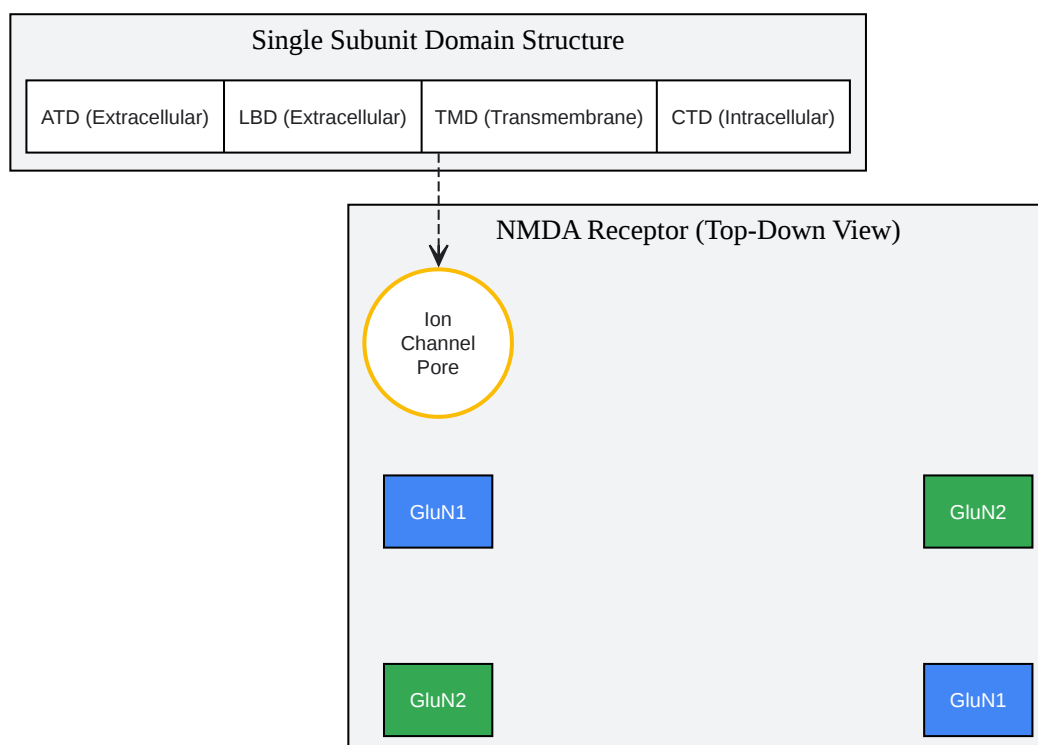 Single Subunit Domain Structure
ATD (Extracellular) LBD (Extracellular) TMD (Transmembrane) CTD (Intracellular)
NMDA Receptor (Top-Down View)
Ion
Channel
Pore
GluN1 GluN2
GluN2 GluN1